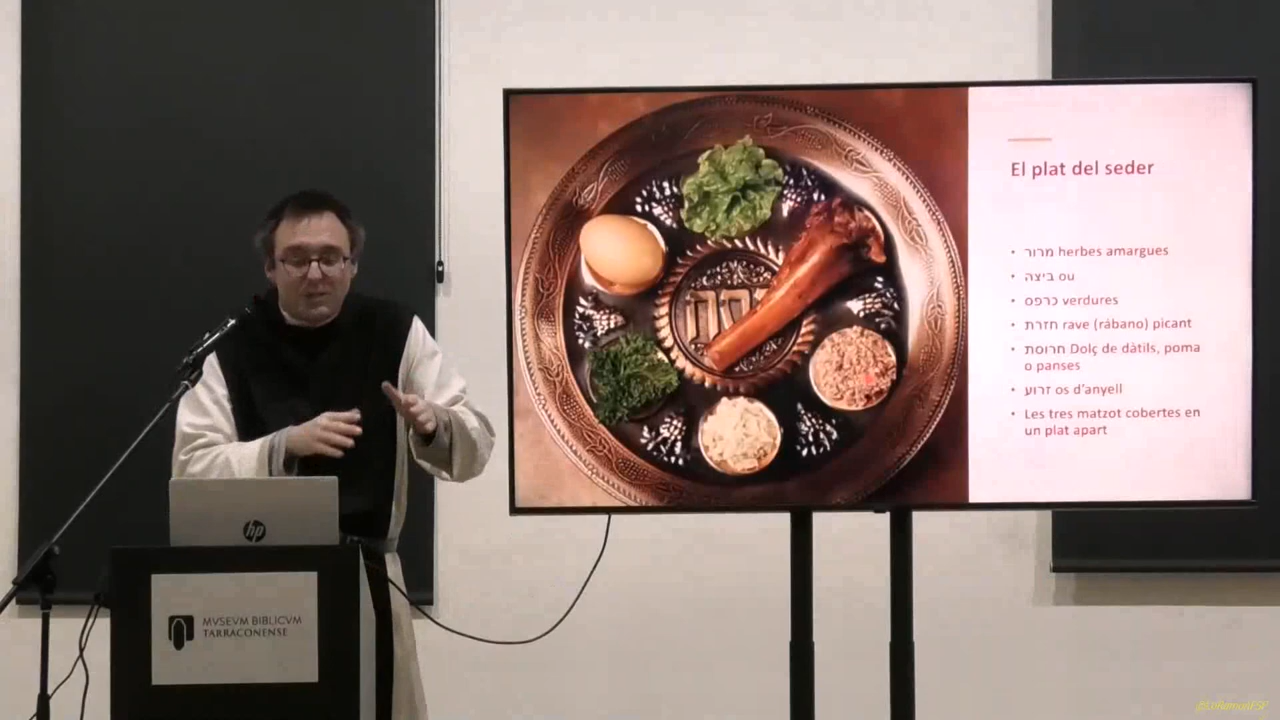 El plat del seder
• מרור herbes amargues
• ביצה ou
• כרפס verdures
• חזרת rave (rábano) picant
• חרוסת Dolç de dàtils, poma
o panses
• זרוע os d'anyell
• Les tres matzot cobertes en
un plat apart
פסח
hp
MVSEVM BIBLICVM
TARRACONENSE